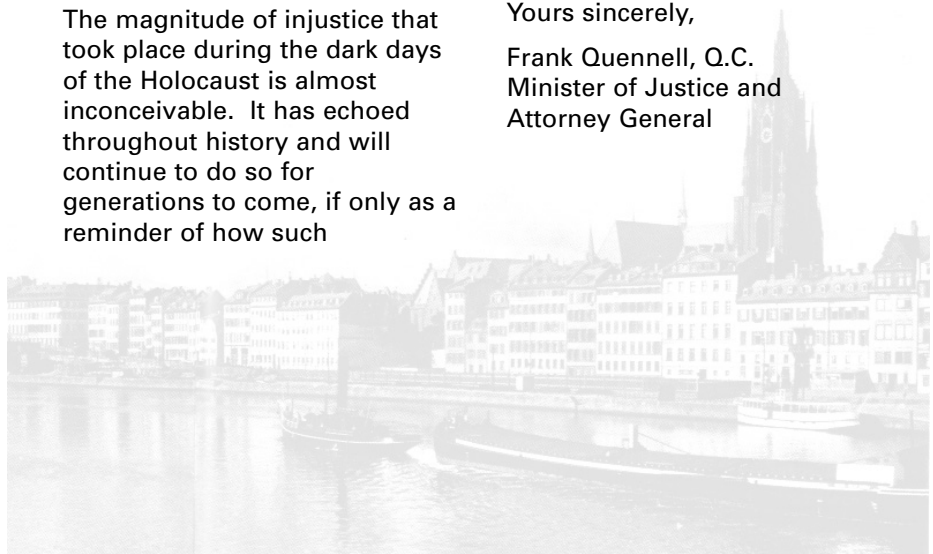 The magnitude of injustice that
took place during the dark days
of the Holocaust is almost
inconceivable.  It has echoed
throughout history and will
continue to do so for
generations to come, if only as a
reminder of how such
Yours sincerely,
Frank Quennell, Q.C.
Minister of Justice and
Attorney General